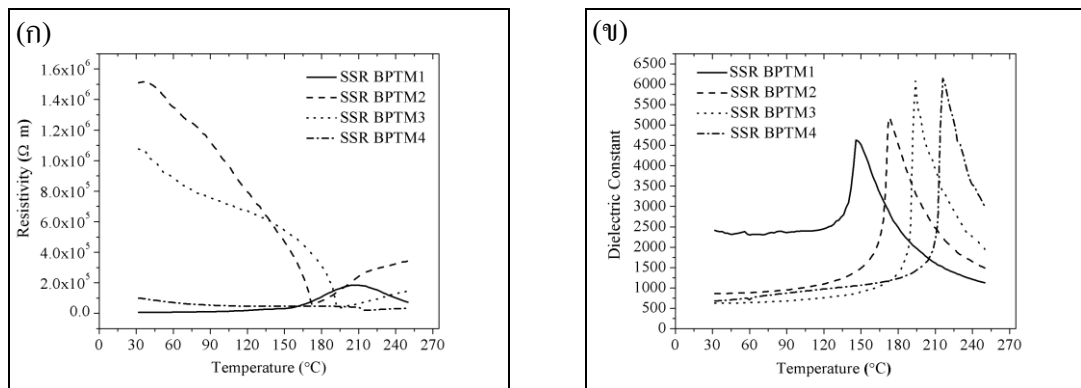 (ก)
1.6x10⁶
1.4x10⁶
1.2x10⁶
1.0x10⁶
8.0x10⁵
6.0x10⁵
4.0x10⁵
2.0x10⁵
0.0
Resistivity (Ω m)
SSR BPTM1
SSR BPTM2
SSR BPTM3
SSR BPTM4
0 30 60 90 120 150 180 210 240 270
Temperature (°C)
(ข)
6500
6000
5500
5000
4500
4000
3500
3000
2500
2000
1500
1000
500
0
Dielectric Constant
SSR BPTM1
SSR BPTM2
SSR BPTM3
SSR BPTM4
0 30 60 90 120 150 180 210 240 270
Temperature (°C)